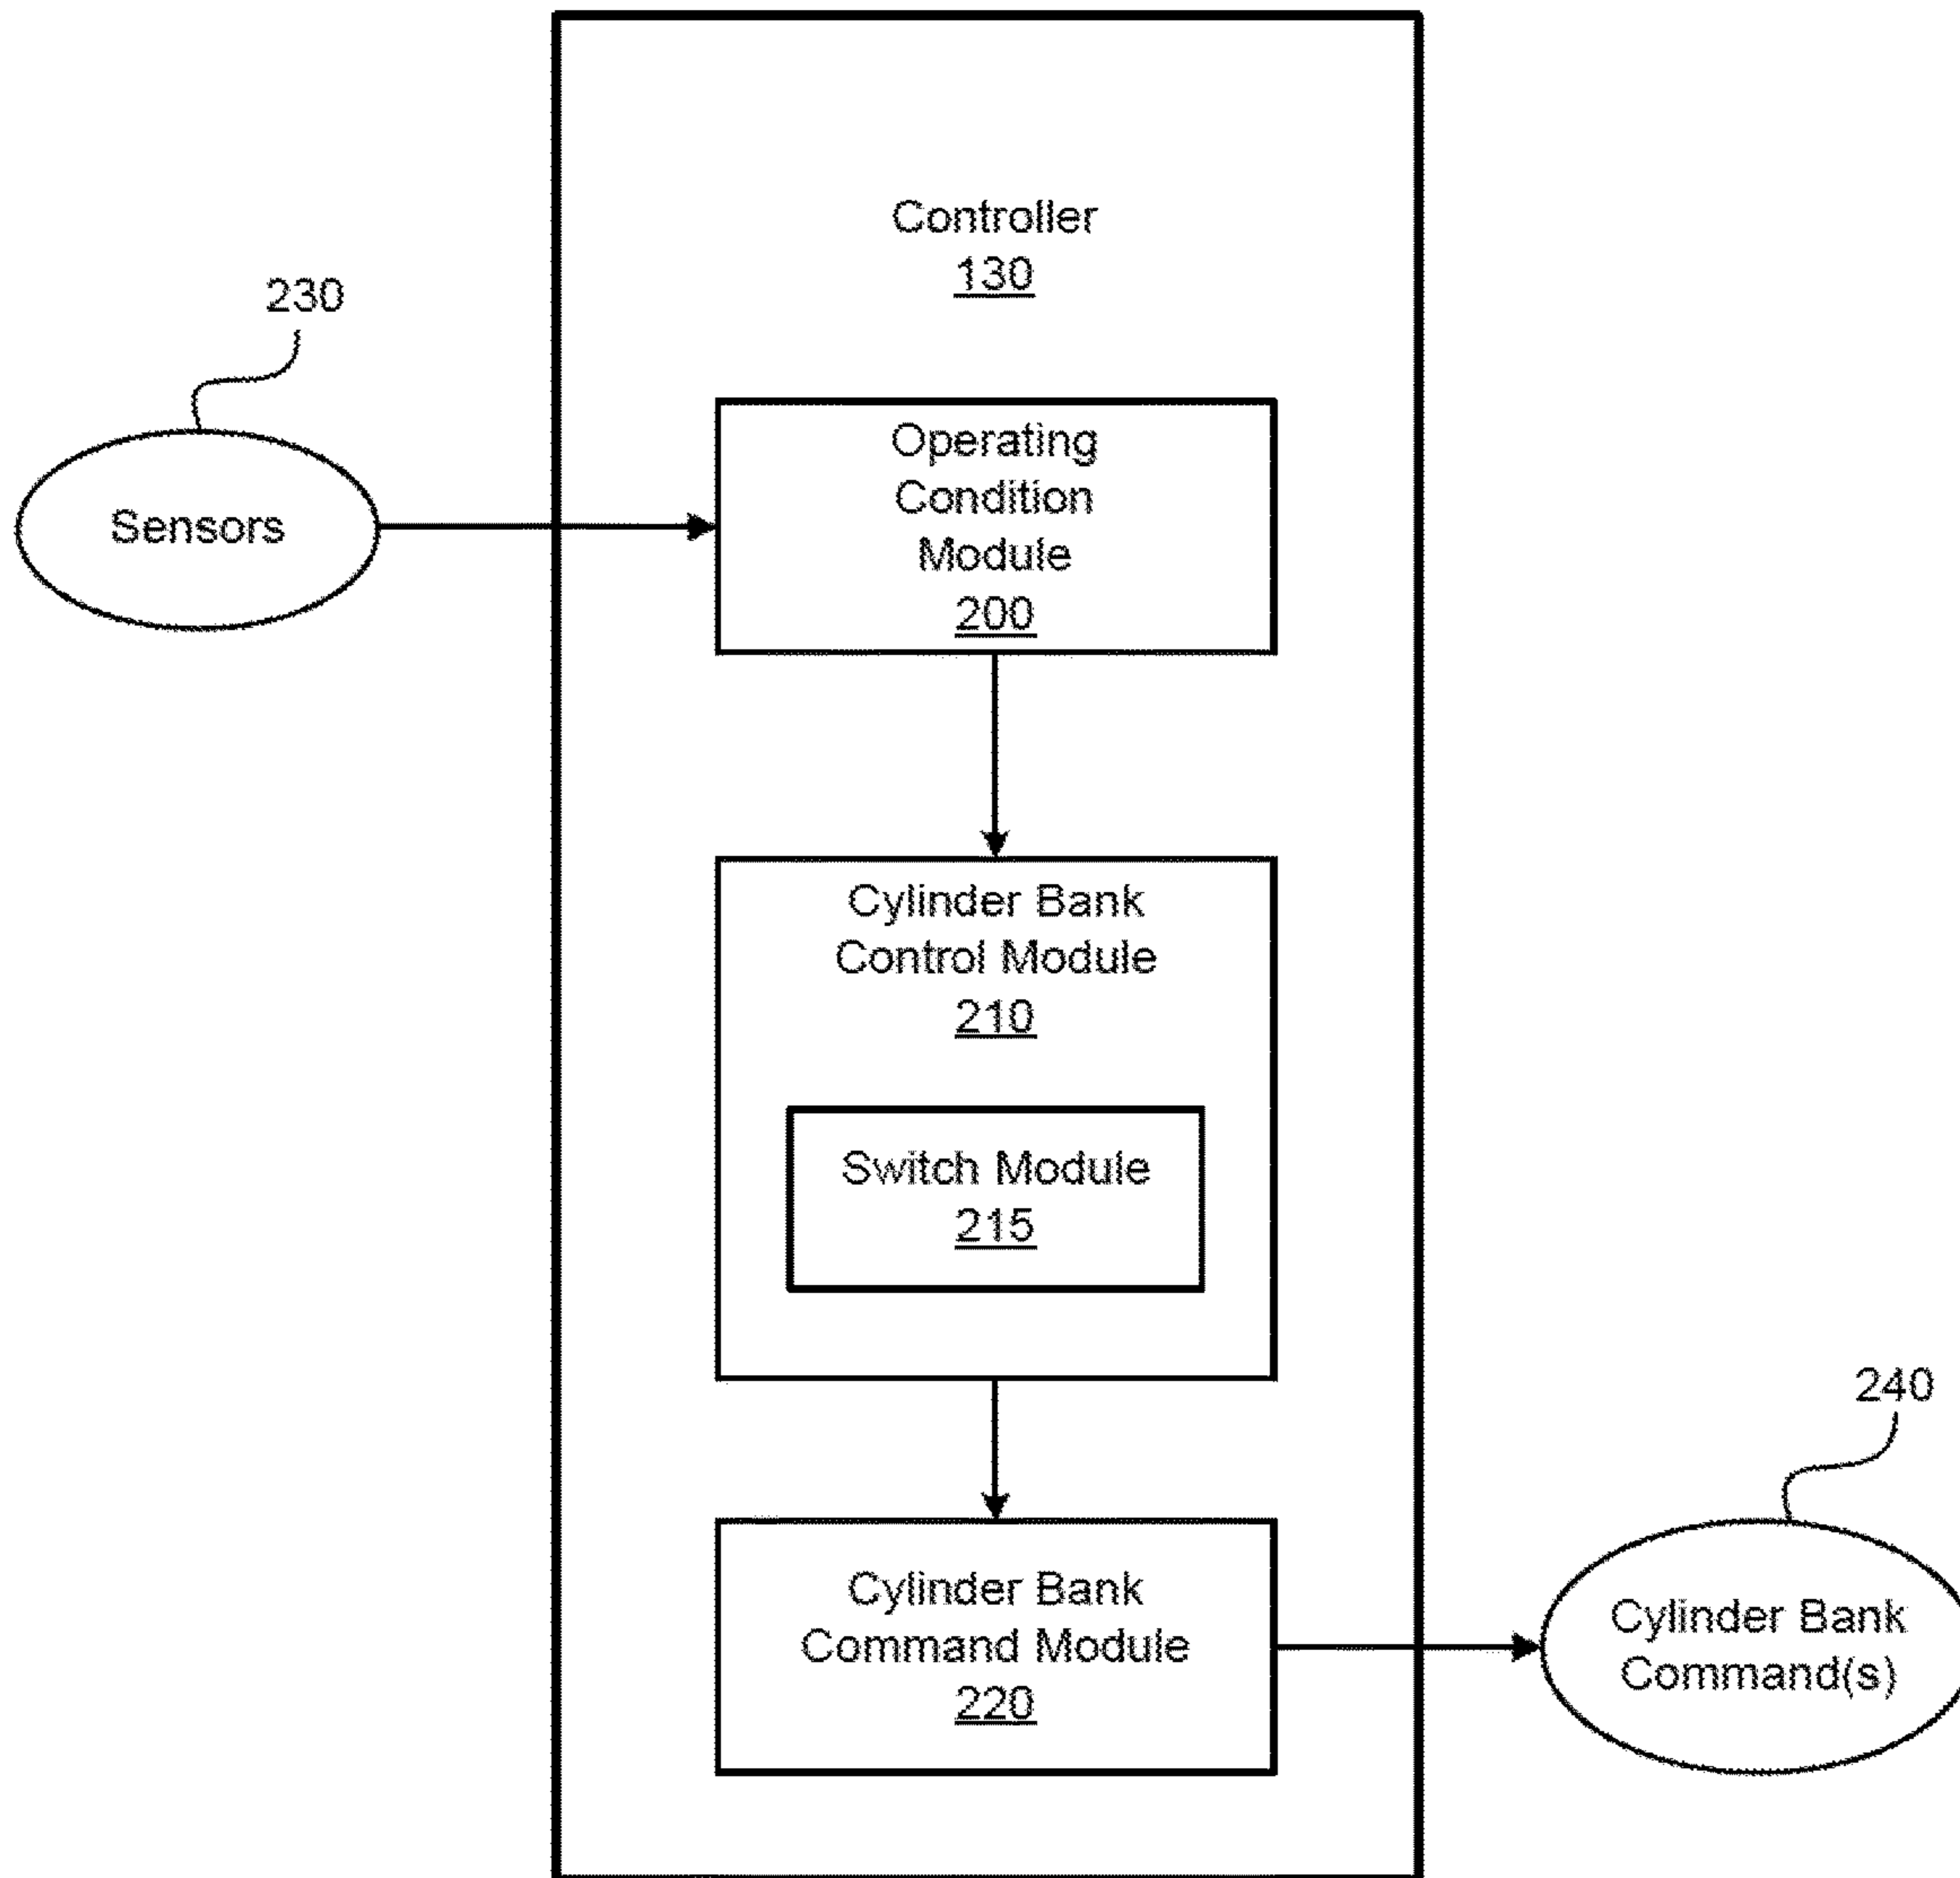 Controller
130
230
Sensors
Operating
Condition
Module
200
Cylinder Bank
Control Module
210
Switch Module
215
Cylinder Bank
Command Module
220
240
Cylinder Bank
Command(s)